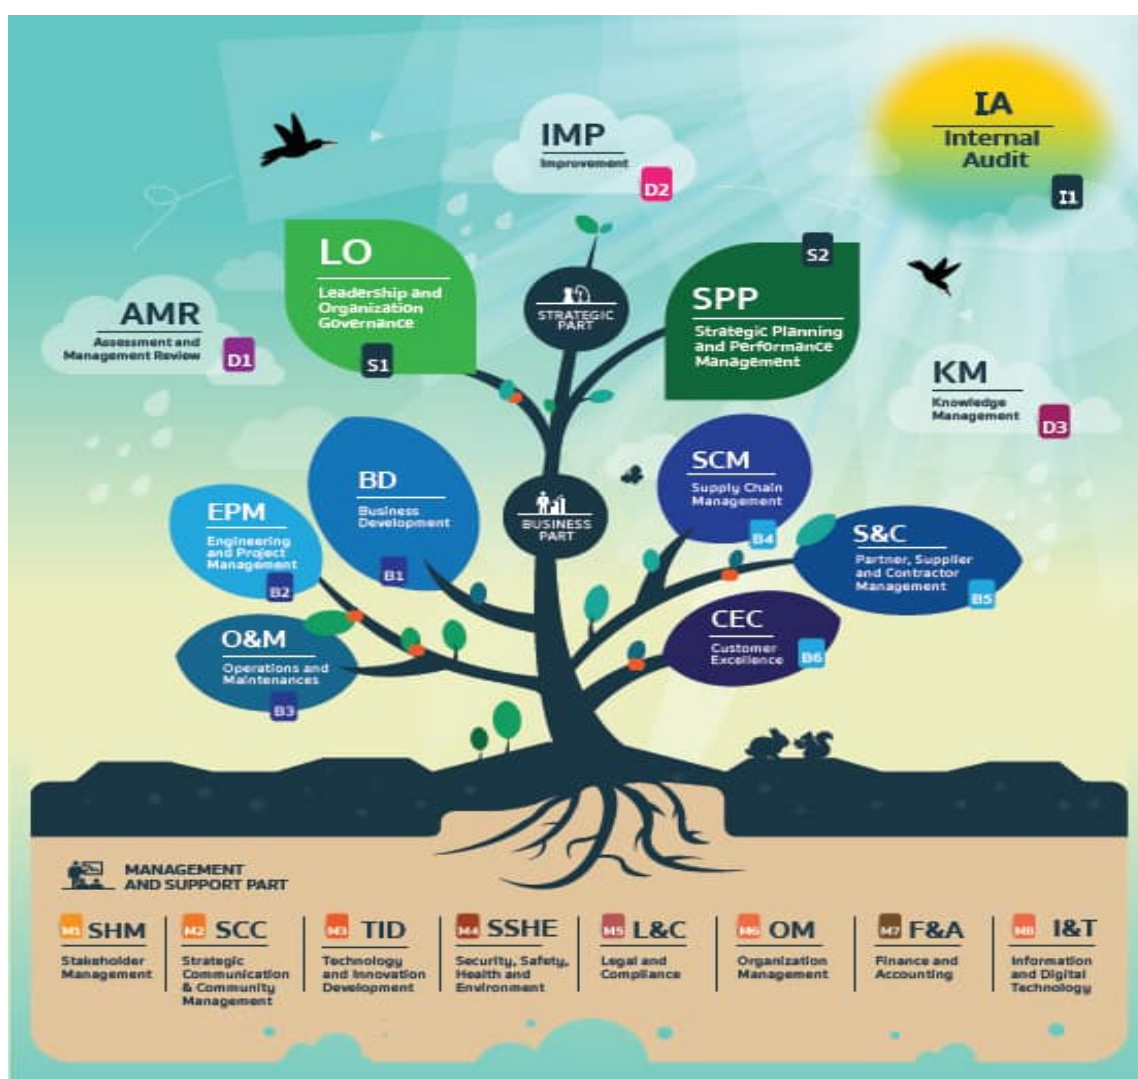 IA
Internal
Audit
I1
IMP
Improvement
D2
LO
Leadership and
Organization
Governance
S1
STRATEGIC
PART
S2
SPP
Strategic Planning
and Performance
Management
AMR
Assessment and
Management Review
D1
KM
Knowledge
Management
D3
BD
Business
Development
B1
BUSINESS
PART
SCM
Supply Chain
Management
B4
EPM
Engineering
and Project
Management
B2
S&C
Partner, Supplier
and Contractor
Management
B5
O&M
Operations and
Maintenances
B3
CEC
Customer
Excellence
B6
MANAGEMENT
AND SUPPORT PART
M1 SHM
Stakeholder
Management
M2 SCC
Strategic
Communication
& Community
Management
M3 TID
Technology
and Innovation
Development
M4 SSHE
Security, Safety,
Health and
Environment
M5 L&C
Legal and
Compliance
M6 OM
Organization
Management
M7 F&A
Finance and
Accounting
M8 I&T
Information
and Digital
Technology